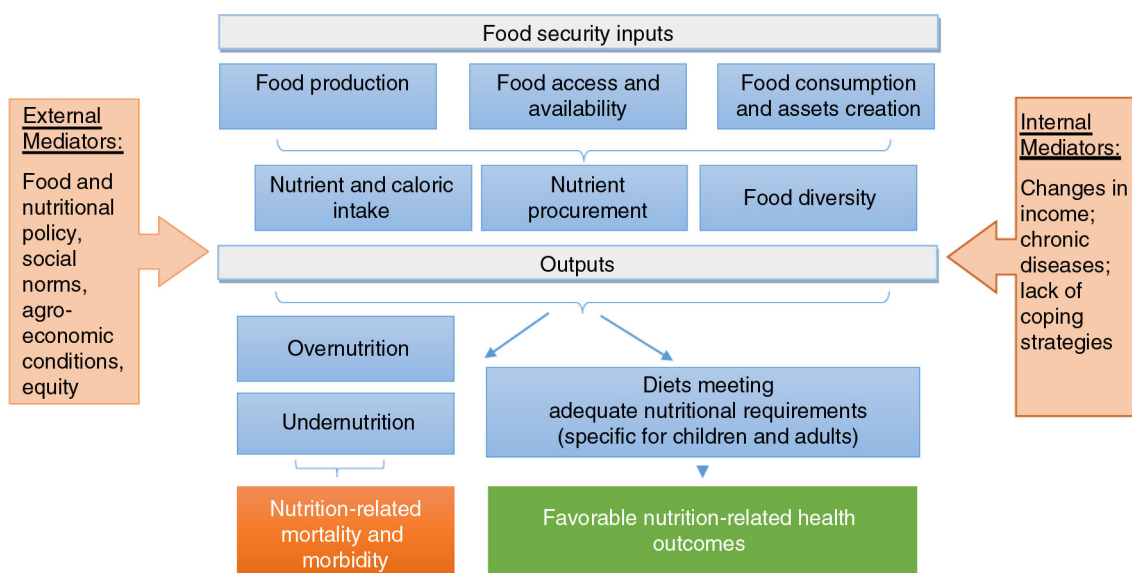 Food security inputs
Food production
Food access and
availability
Food consumption
and assets creation
External
Mediators:
Food and
nutritional
policy,
social
norms,
agro-
economic
conditions,
equity
Internal
Mediators:
Changes in
income;
chronic
diseases;
lack of
coping
strategies
Nutrient and caloric
intake
Nutrient
procurement
Food diversity
Outputs
Overnutrition
Undernutrition
Diets meeting
adequate nutritional requirements
(specific for children and adults)
Nutrition-related
mortality and
morbidity
Favorable nutrition-related health
outcomes